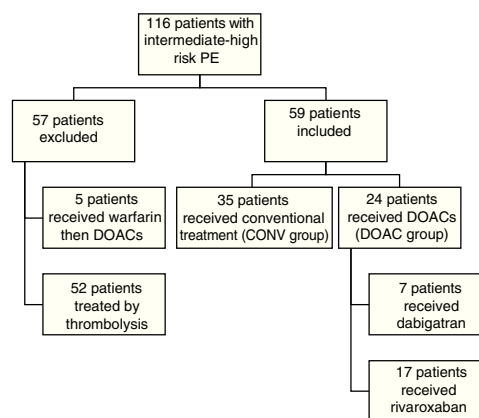 116 patients with
intermediate-high
risk PE
57 patients
excluded
59 patients
included
5 patients
received warfarin
then DOACs
35 patients
received conventional
treatment (CONV group)
24 patients
received DOACs
(DOAC group)
52 patients
treated by
thrombolysis
7 patients
received
dabigatran
17 patients
received
rivaroxaban